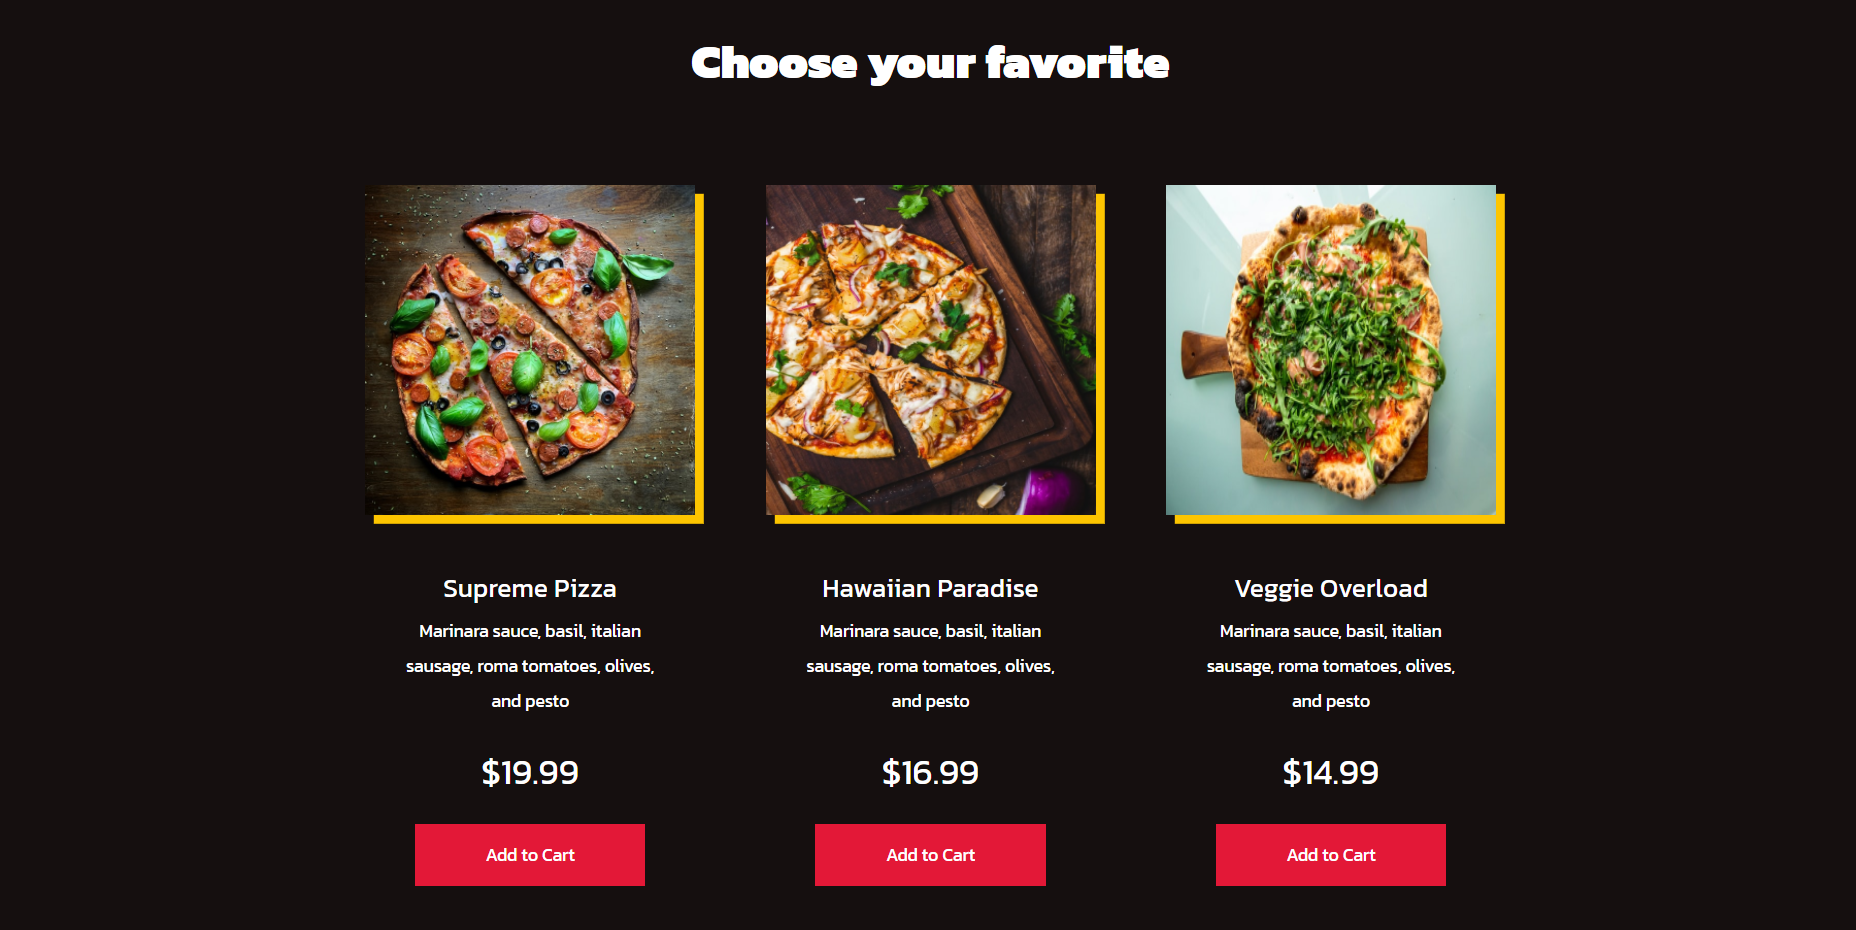 Choose your favorite
Supreme Pizza
Marinara sauce, basil, italian
sausage, roma tomatoes, olives,
and pesto
$19.99
Add to Cart
Hawaiian Paradise
Marinara sauce, basil, italian
sausage, roma tomatoes, olives,
and pesto
$16.99
Add to Cart
Veggie Overload
Marinara sauce, basil, italian
sausage, roma tomatoes, olives,
and pesto
$14.99
Add to Cart